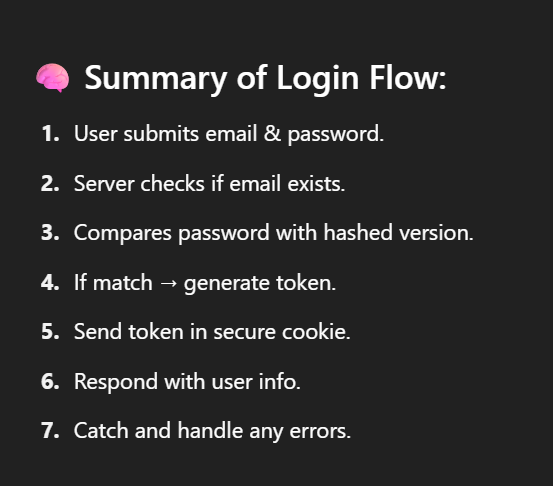 🧠 Summary of Login Flow:
1. User submits email & password.
2. Server checks if email exists.
3. Compares password with hashed version.
4. If match → generate token.
5. Send token in secure cookie.
6. Respond with user info.
7. Catch and handle any errors.